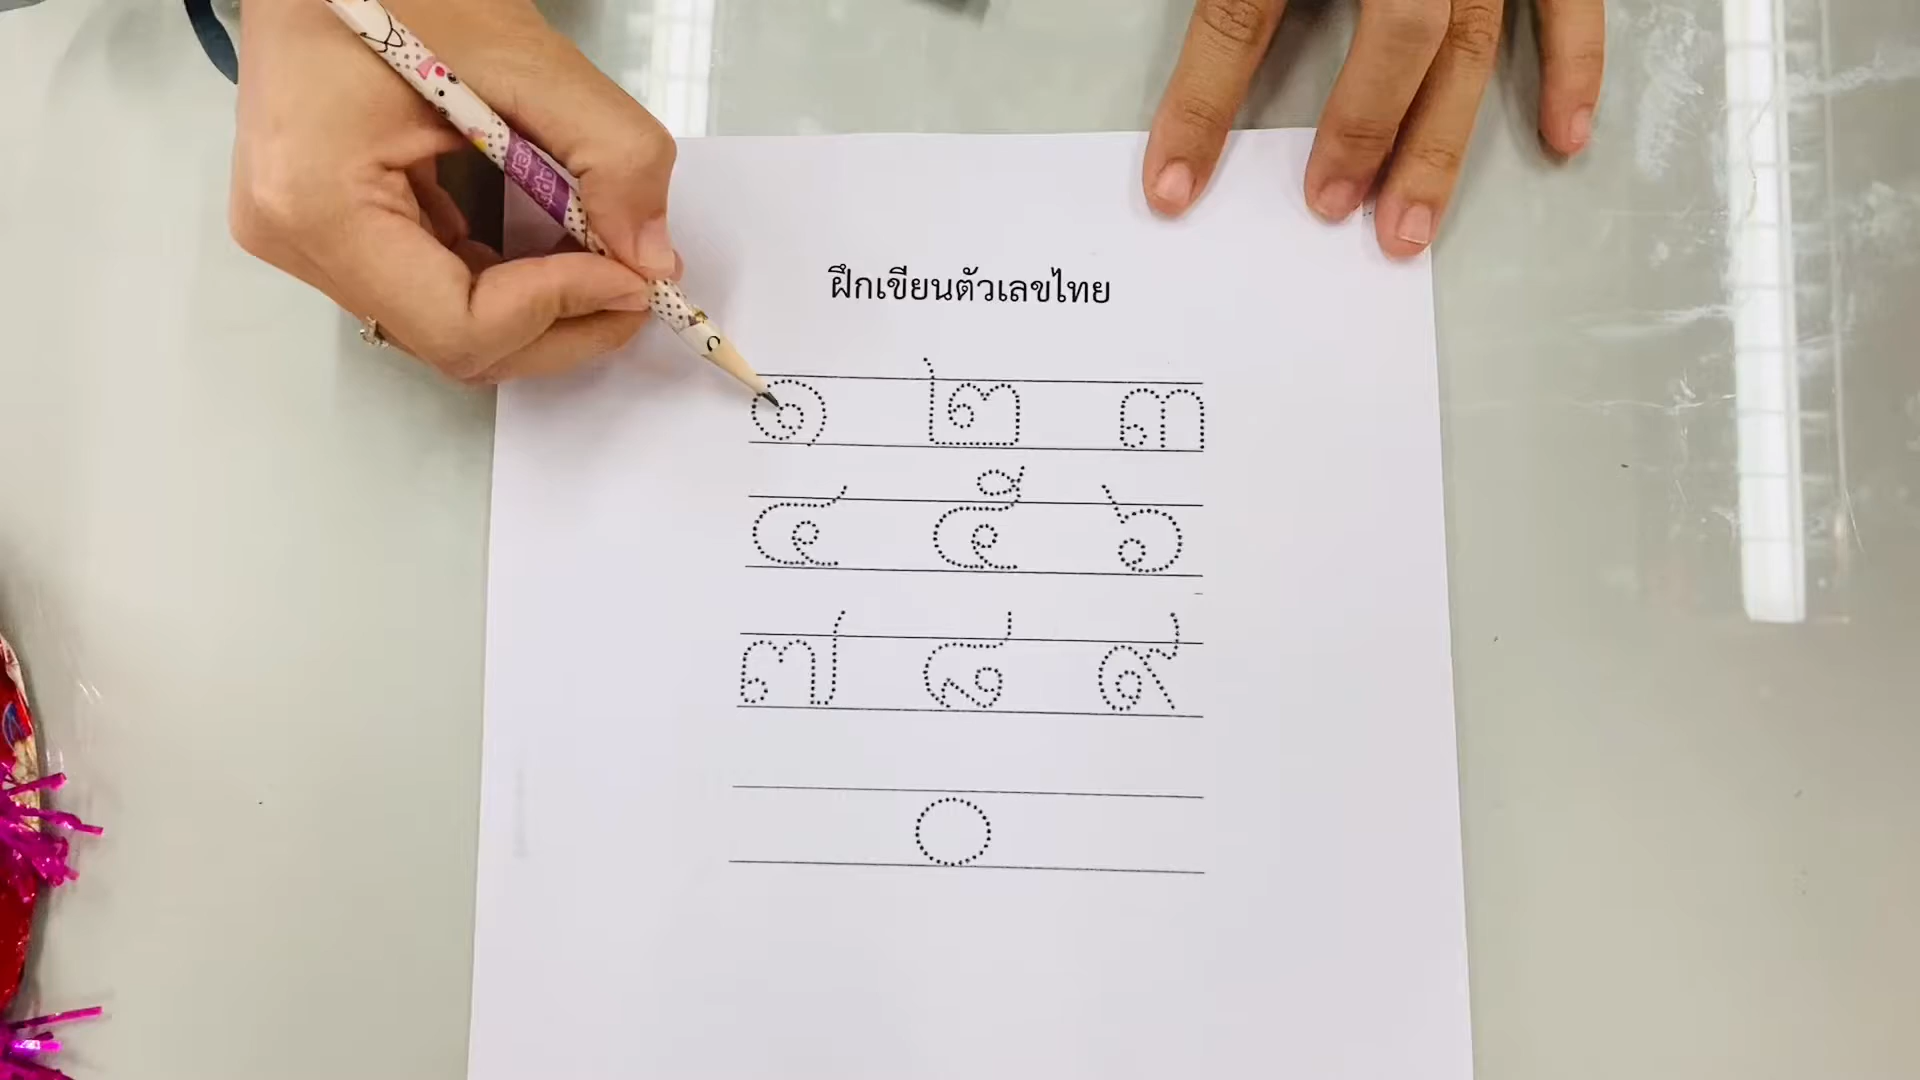 ฝึกเขียนตัวเลขไทย
๑ ๒ ๓
๔ ๕ ๖
๗ ๘ ๙
๐